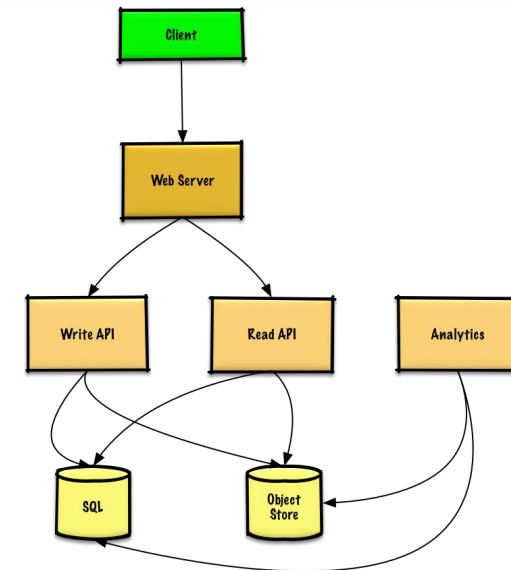 Client
Web Server
Write API
Read API
Analytics
SQL
Object
Store